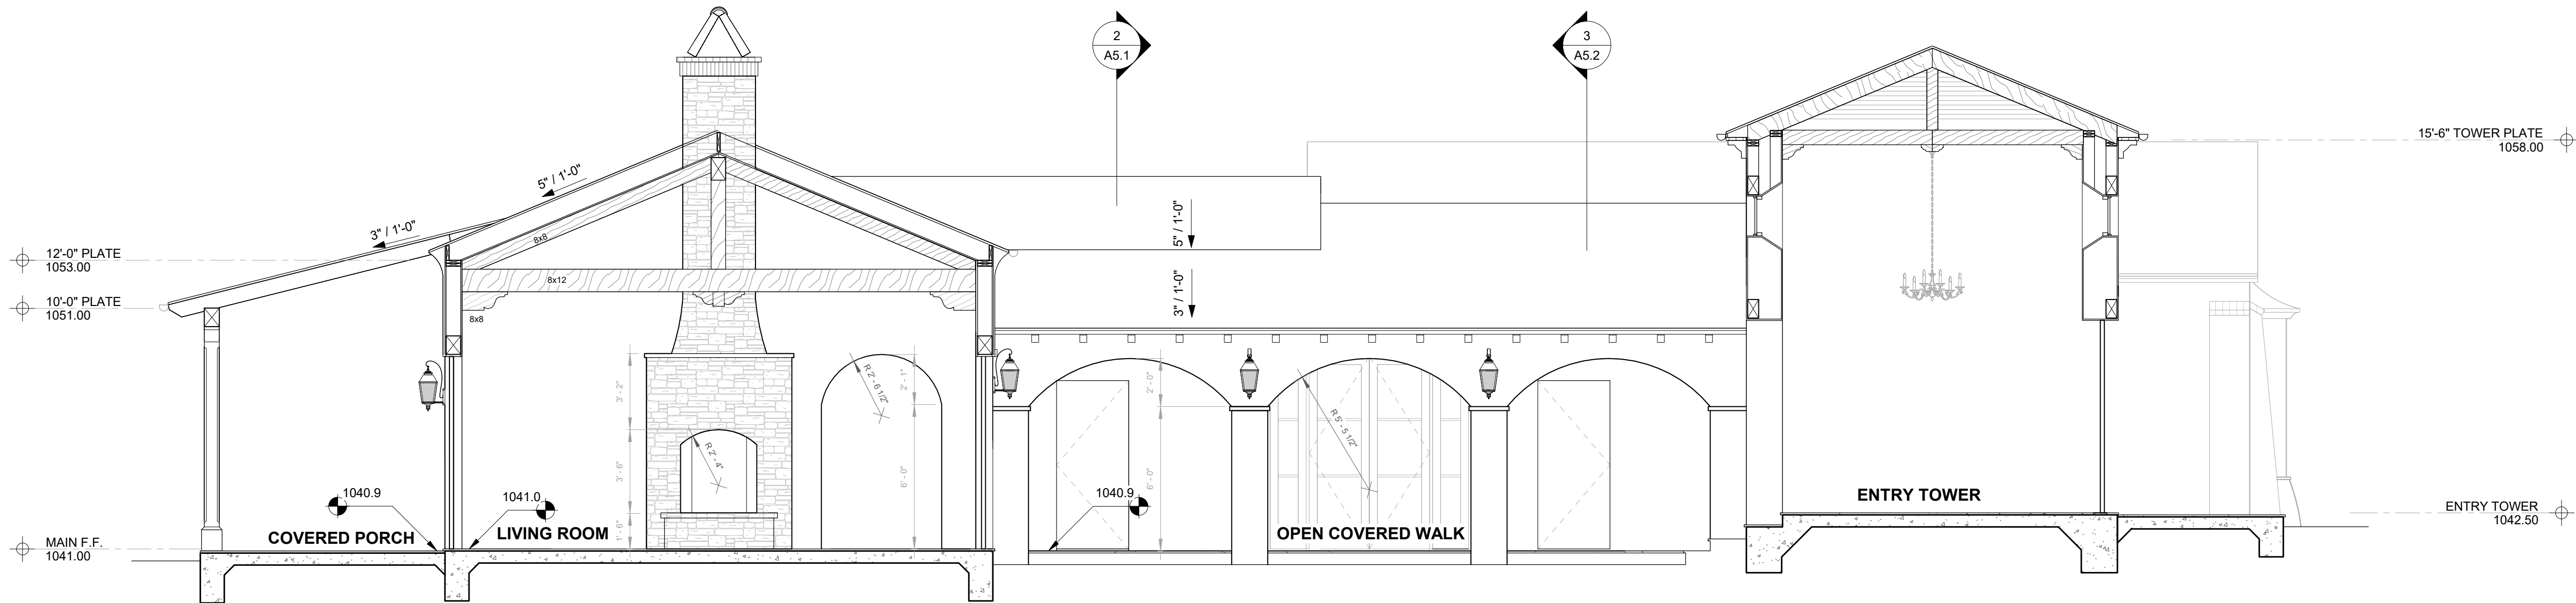 2
A5.1
3
A5.2
15'-6" TOWER PLATE
1058.00
5" / 1'-0"
3" / 1'-0"
5" / 1'-0"
3" / 1'-0"
12'-0" PLATE
1053.00
10'-0" PLATE
1051.00
8x8
8x12
8x8
R 2' - 6 1/2"
2' - 1"
3' - 2"
2' - 0"
R 5' - 5 1/2"
R 2' - 4"
3' - 6"
6' - 0"
6' - 0"
1' - 6"
1040.9
1041.0
1040.9
COVERED PORCH
LIVING ROOM
OPEN COVERED WALK
ENTRY TOWER
ENTRY TOWER
1042.50
MAIN F.F.
1041.00